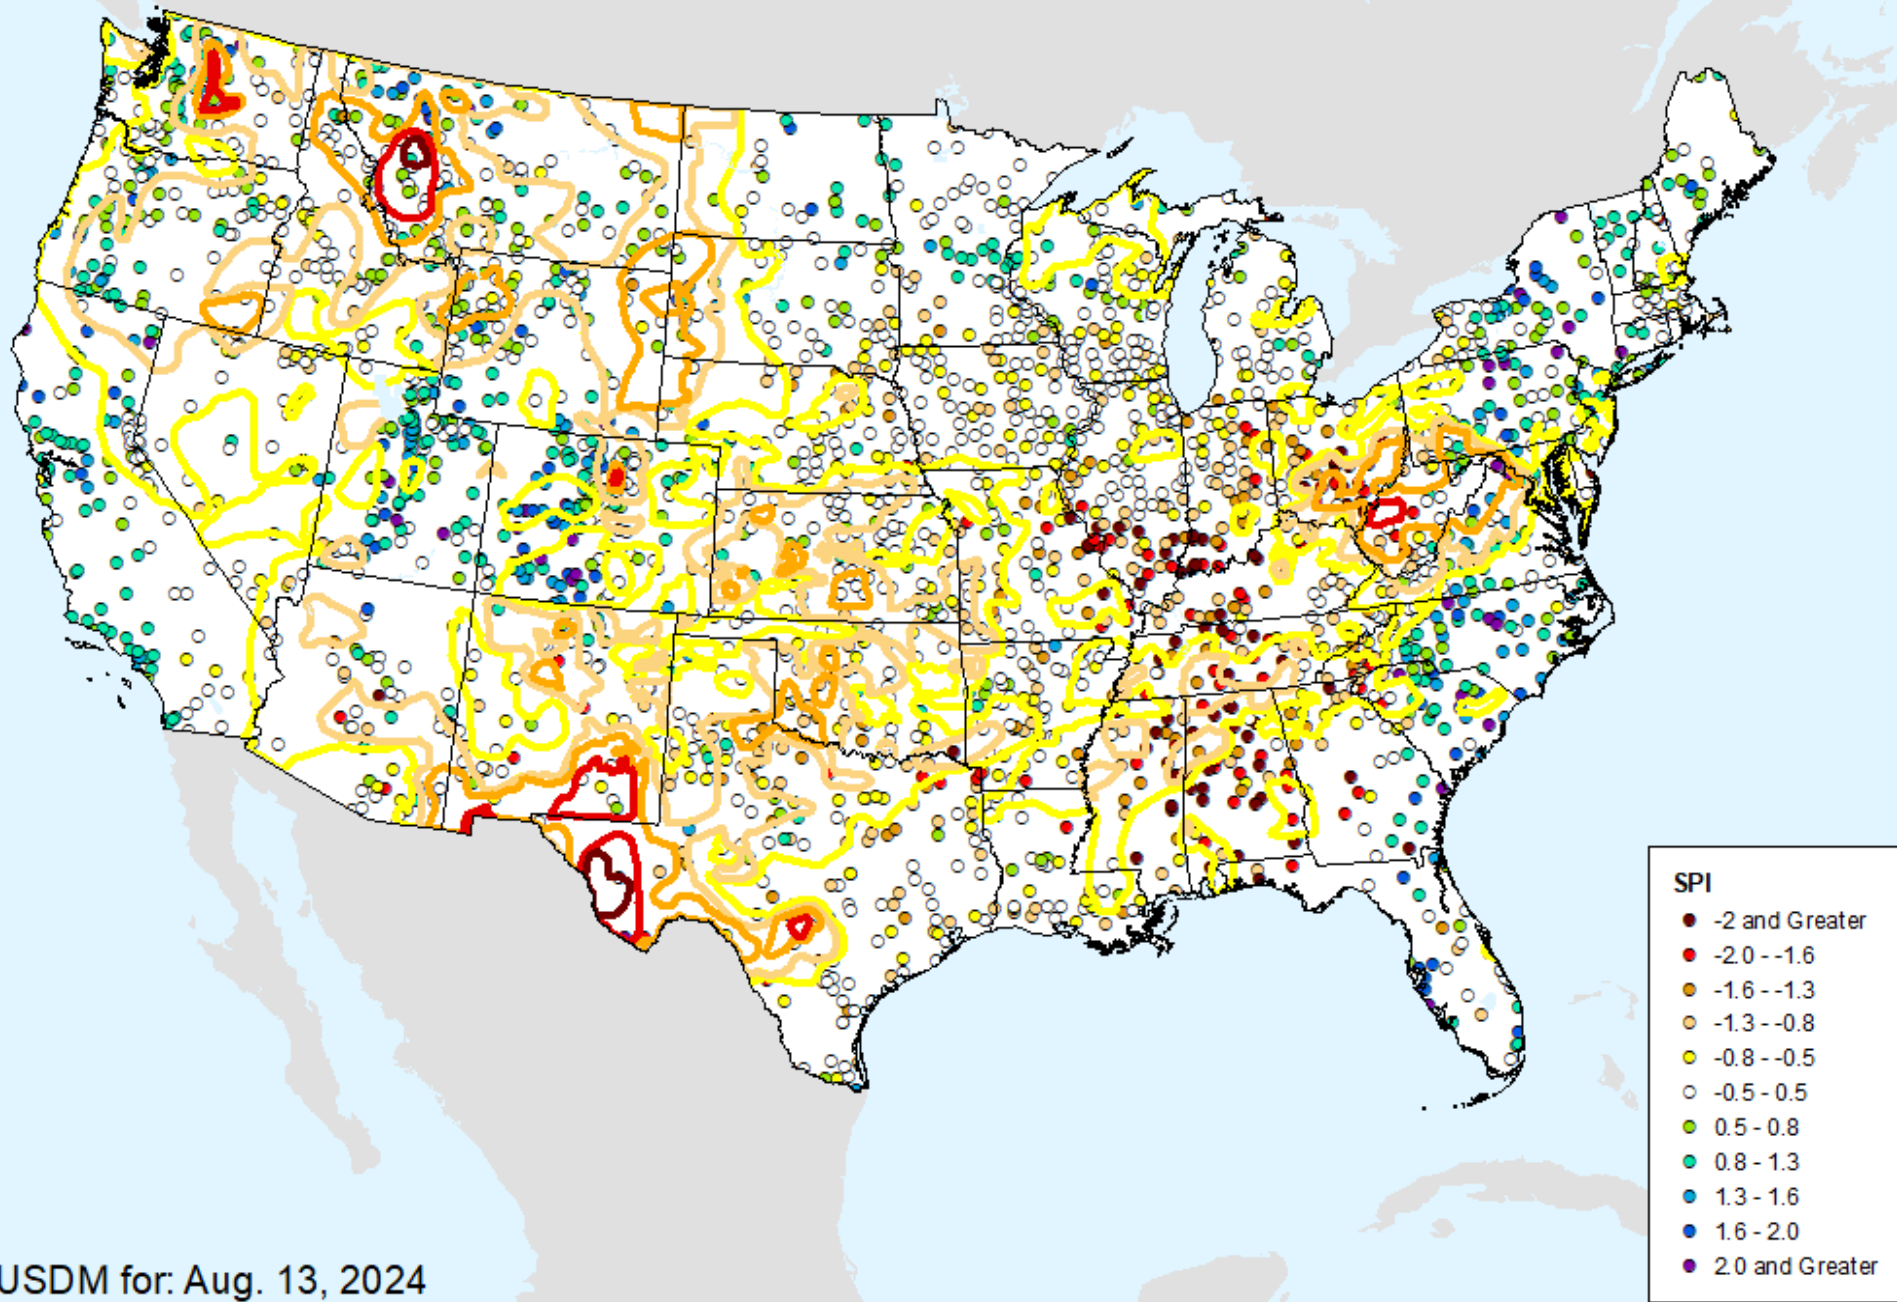 SPI
-2 and Greater
-2.0 - -1.6
-1.6 - -1.3
-1.3 - -0.8
-0.8 - -0.5
-0.5 - 0.5
0.5 - 0.8
0.8 - 1.3
1.3 - 1.6
1.6 - 2.0
2.0 and Greater
USDM for: Aug. 13, 2024